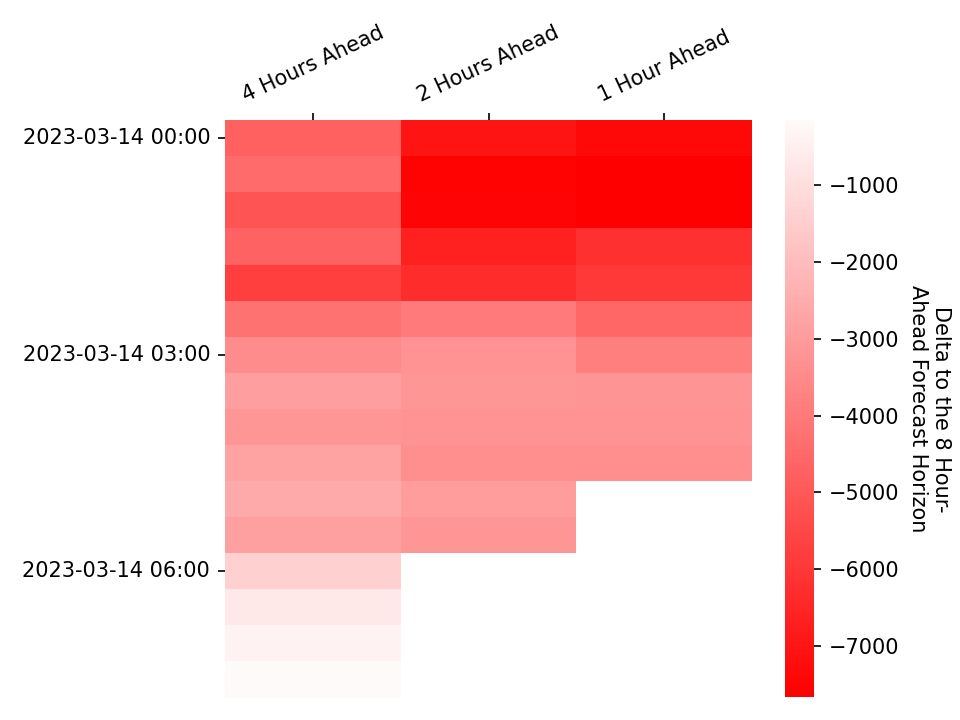 4 Hours Ahead
2 Hours Ahead
1 Hour Ahead
2023-03-14 00:00
2023-03-14 03:00
2023-03-14 06:00
−1000
−2000
−3000
−4000
−5000
−6000
−7000
Delta to the 8 Hour-
Ahead Forecast Horizon